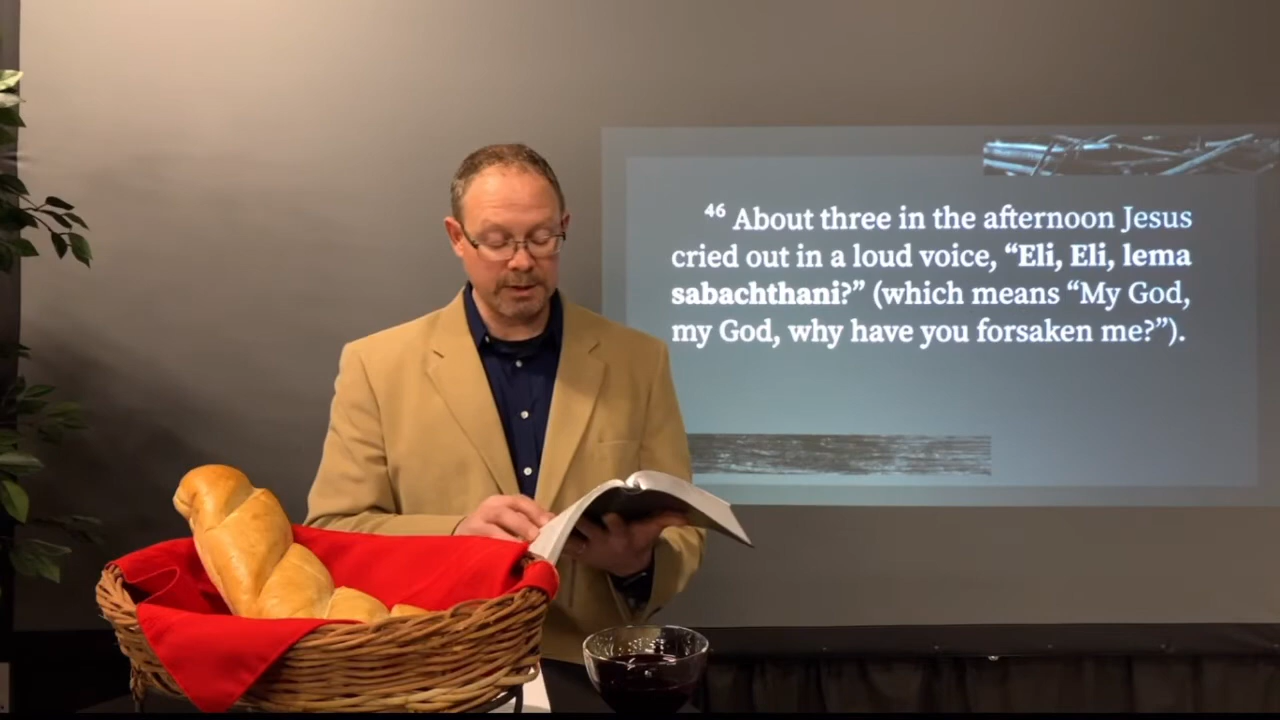 46 About three in the afternoon Jesus
cried out in a loud voice, “Eli, Eli, lema
sabachthani?” (which means “My God,
my God, why have you forsaken me?”).